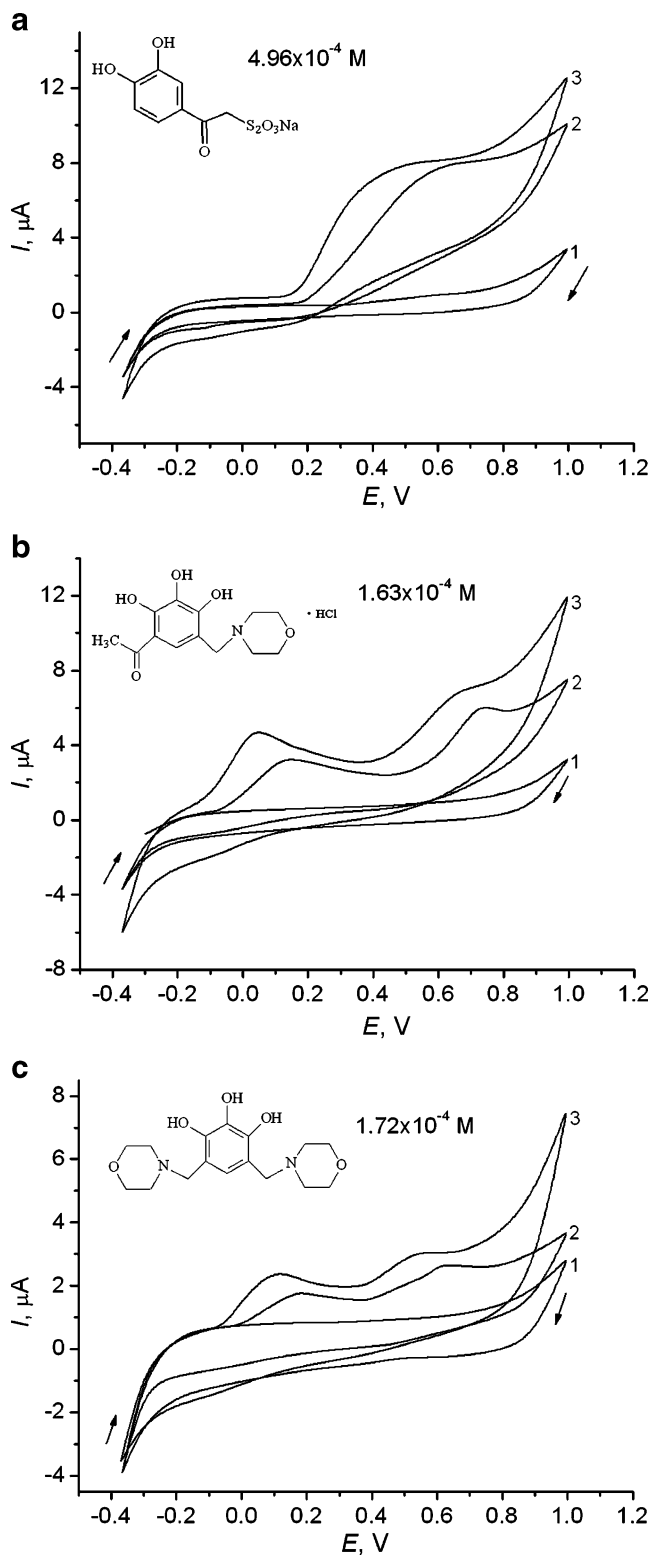 a
OH
HO
4.96x10⁻⁴ M
S₂O₃Na
O
12
8
4
0
-4
I, μA
3
2
1
-0.4 -0.2 0.0 0.2 0.4 0.6 0.8 1.0 1.2
E, V
b
OH
HO OH
1.63x10⁻⁴ M
• HCl
H₃C
N
O
O
12
8
4
0
-4
-8
I, μA
3
2
1
-0.4 -0.2 0.0 0.2 0.4 0.6 0.8 1.0 1.2
E, V
c
OH
HO OH
1.72x10⁻⁴ M
O N N O
8
6
4
2
0
-2
-4
I, μA
3
2
1
-0.4 -0.2 0.0 0.2 0.4 0.6 0.8 1.0 1.2
E, V